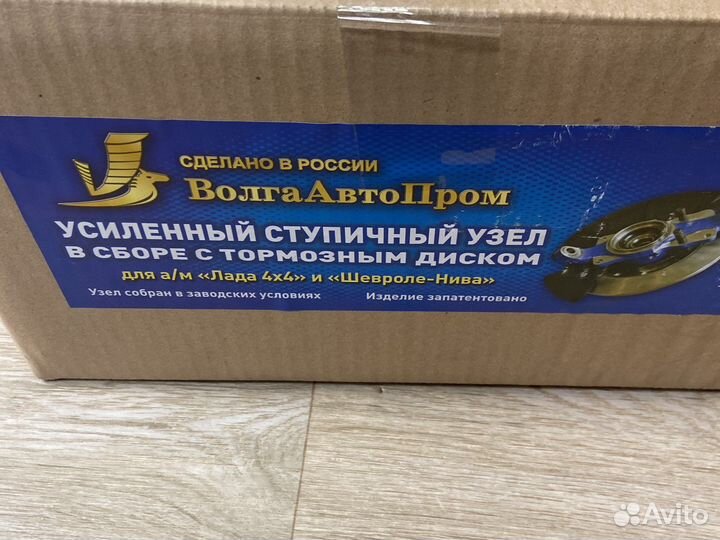 СДЕЛАНО В РОССИИ
ВолгаАвтоПром
УСИЛЕННЫЙ СТУПИЧНЫЙ УЗЕЛ
В СБОРЕ С ТОРМОЗНЫМ ДИСКОМ
для а/м «Лада 4х4» и «Шевроле-Нива»
Узел собран в заводских условиях Изделие запатентовано
Avito